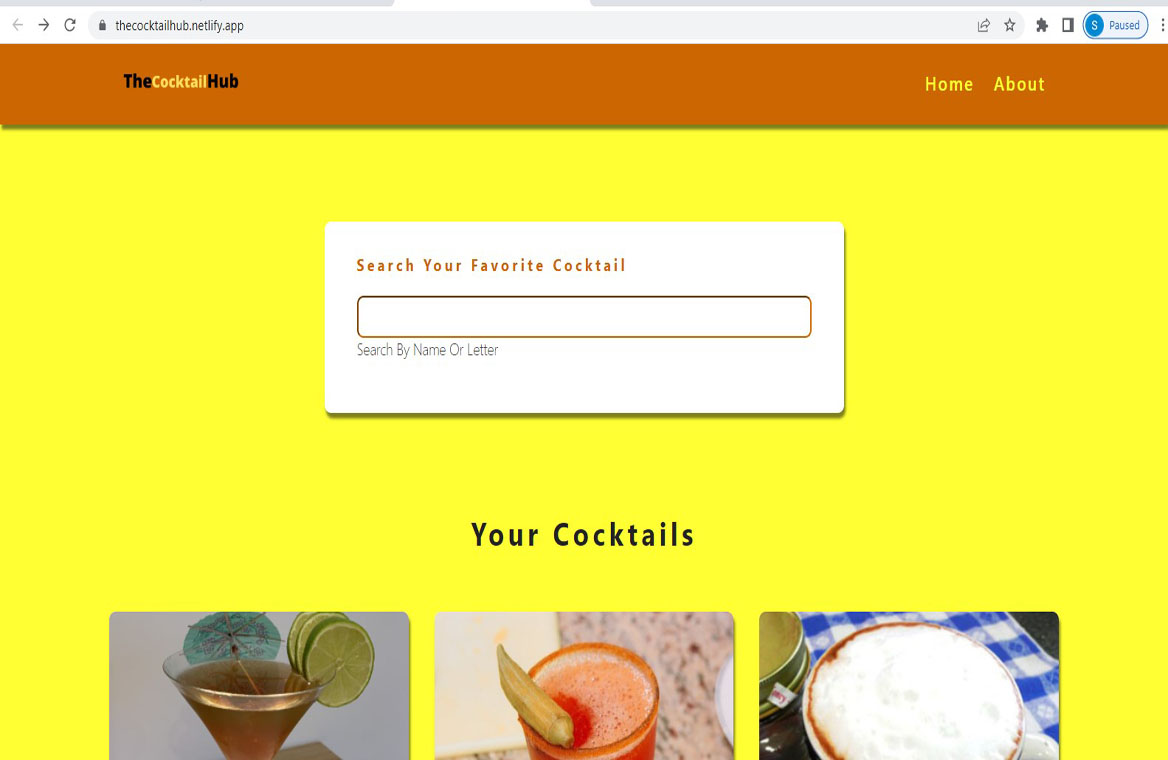 thecocktailhub.netlify.app
S Paused
TheCocktailHub
Home About
Search Your Favorite Cocktail
Search By Name Or Letter
Your Cocktails